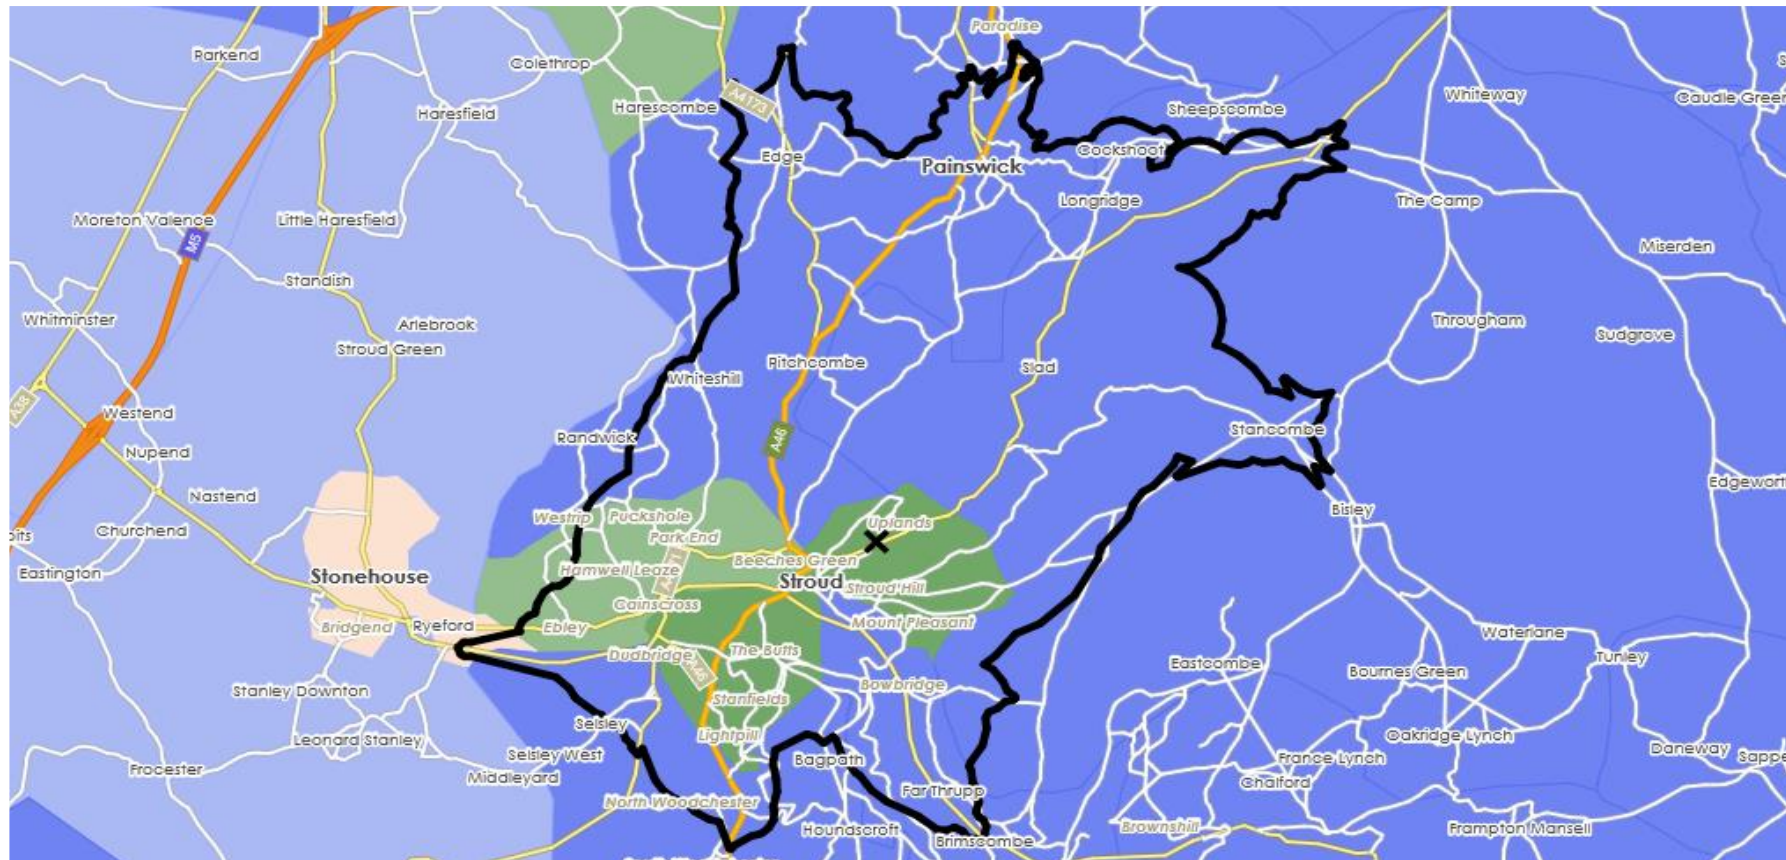 Paradise
Parkend
Colethrop
Harescombe
A4173
Whiteway
Caudle Green
Sheepscombe
Haresfield
Edge
Painswick
Cockshoot
Longridge
The Camp
Moreton Valence
Little Haresfield
M5
Miserden
Standish
Whitminster
Arlebrook
Througham
Sudgrove
Stroud Green
Pitchcombe
Slad
Whiteshill
A38
Westend
Randwick
A46
Stancombe
Nupend
Nastend
Edgewort
Bisley
Westrip
Puckshole
Uplands
Churchend
Park End
Eastington
Stonehouse
Hamwell Leaze
Beeches Green
Stroud
Stroud Hill
Cainscross
Mount Pleasant
Bridgend
Ryeford
Ebley
Waterlane
Dudbridge
The Butts
Eastcombe
Bournes Green
Tunley
A46
Bowbridge
Stanley Downton
Stanfields
Selsley
Lightpill
Leonard Stanley
Oakridge Lynch
Selsley West
Bagpath
France Lynch
Daneway
Sappe
Frocester
Middleyard
Chalford
Far Thrupp
North Woodchester
Houndscroft
Brownshill
Frampton Mansell
Brimscombe